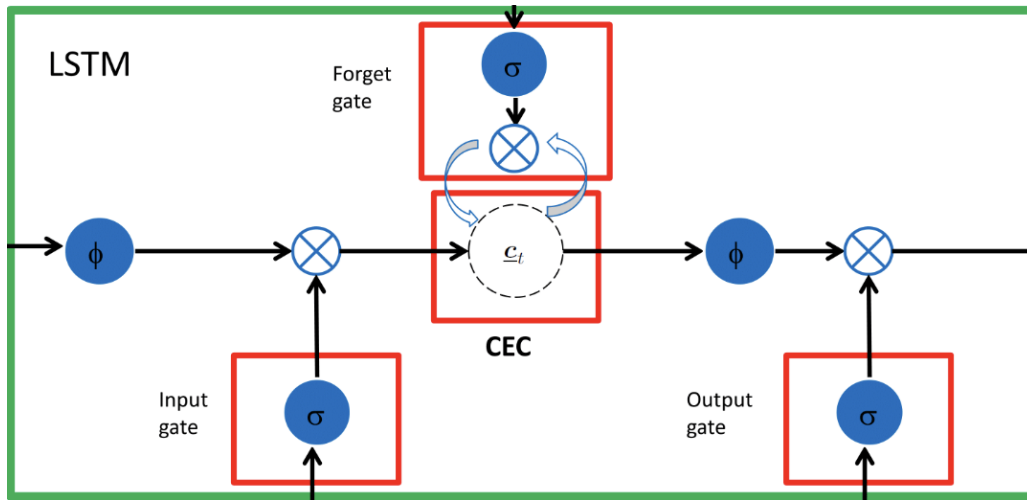 LSTM
Forget
gate
σ
ϕ
c_t
ϕ
CEC
Input
gate
σ
Output
gate
σ